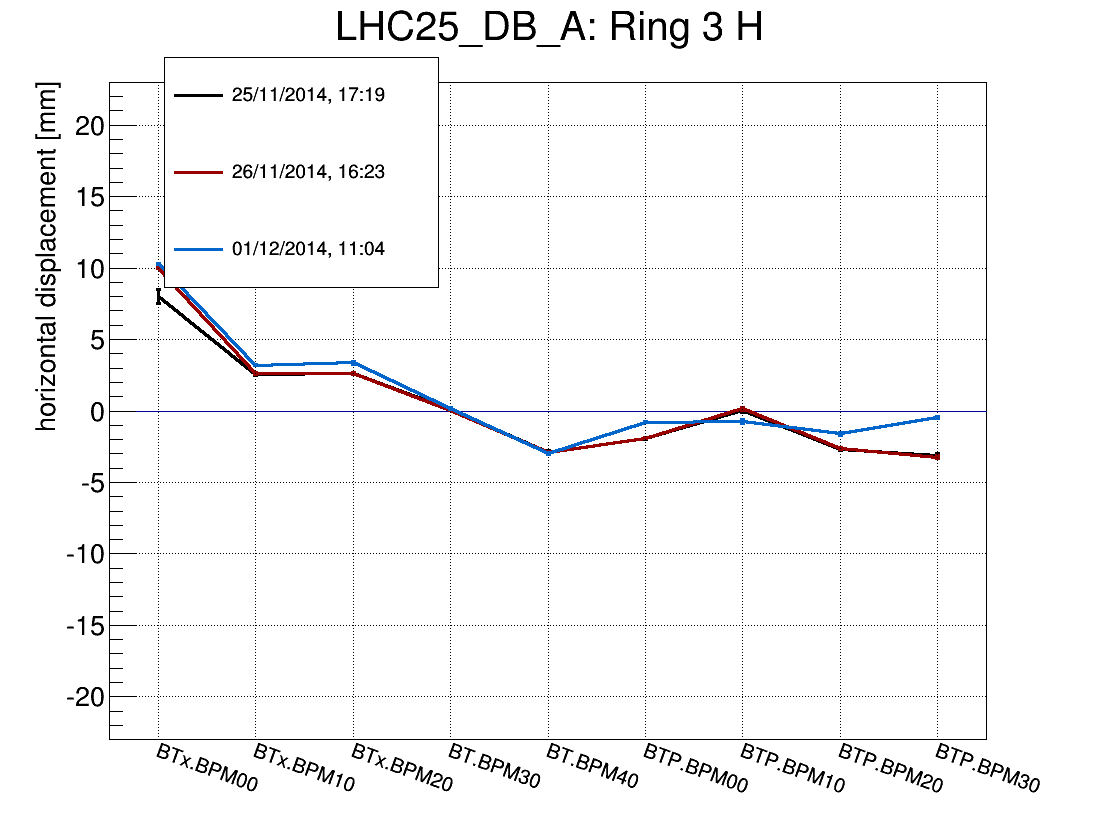 LHC25_DB_A: Ring 3 H
horizontal displacement [mm]
25/11/2014, 17:19
26/11/2014, 16:23
01/12/2014, 11:04
20
15
10
5
0
-5
-10
-15
-20
BTx.BPM00
BTx.BPM10
BTx.BPM20
BT.BPM30
BT.BPM40
BTP.BPM00
BTP.BPM10
BTP.BPM20
BTP.BPM30